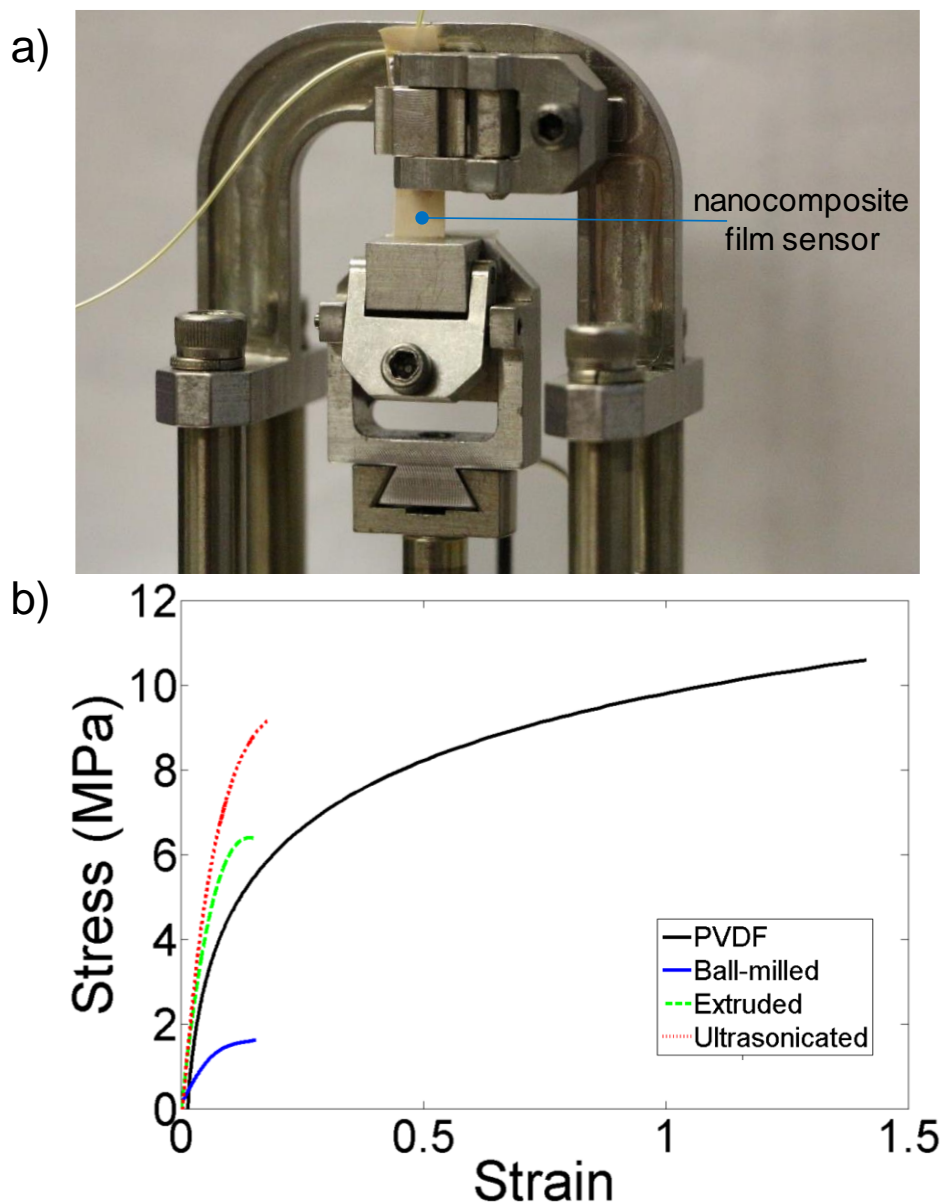 a)
nanocomposite
film sensor
b)
12
10
8
6
4
2
0
0
0.5
1
1.5
Stress (MPa)
Strain
PVDF
Ball-milled
Extruded
Ultrasonicated